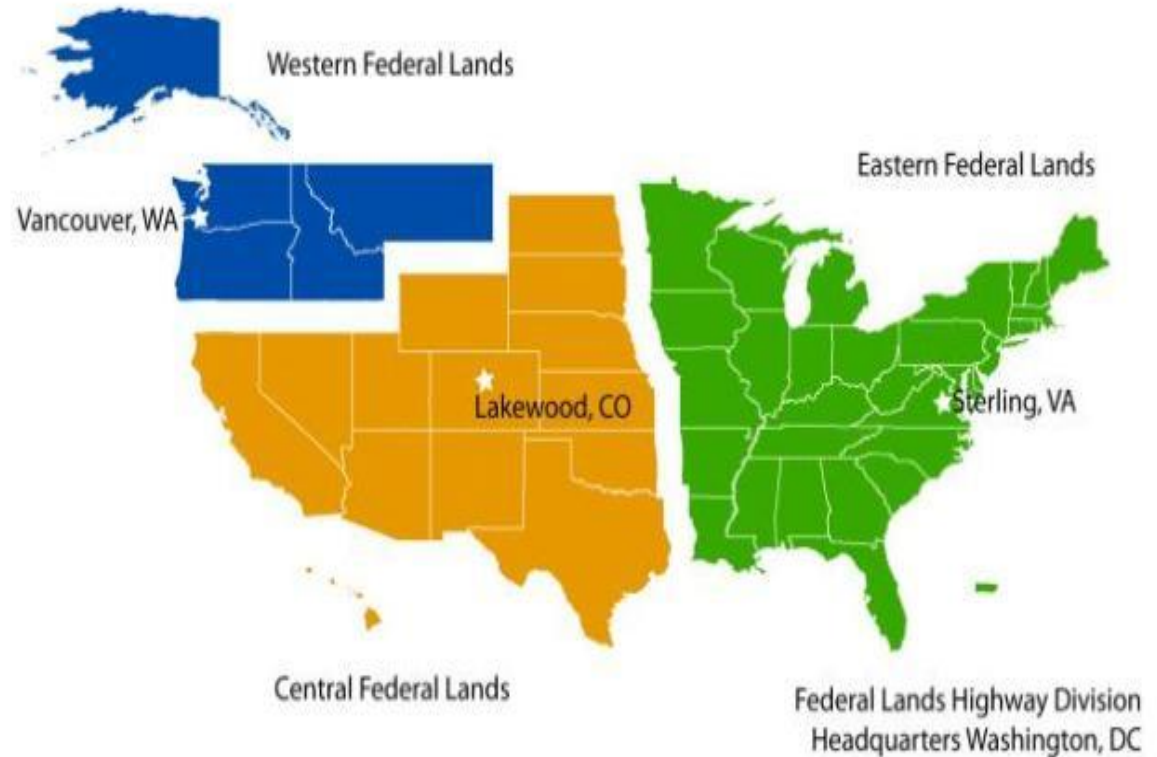 Western Federal Lands
Eastern Federal Lands
Vancouver, WA
Lakewood, CO
Sterling, VA
Central Federal Lands
Federal Lands Highway Division
Headquarters Washington, DC